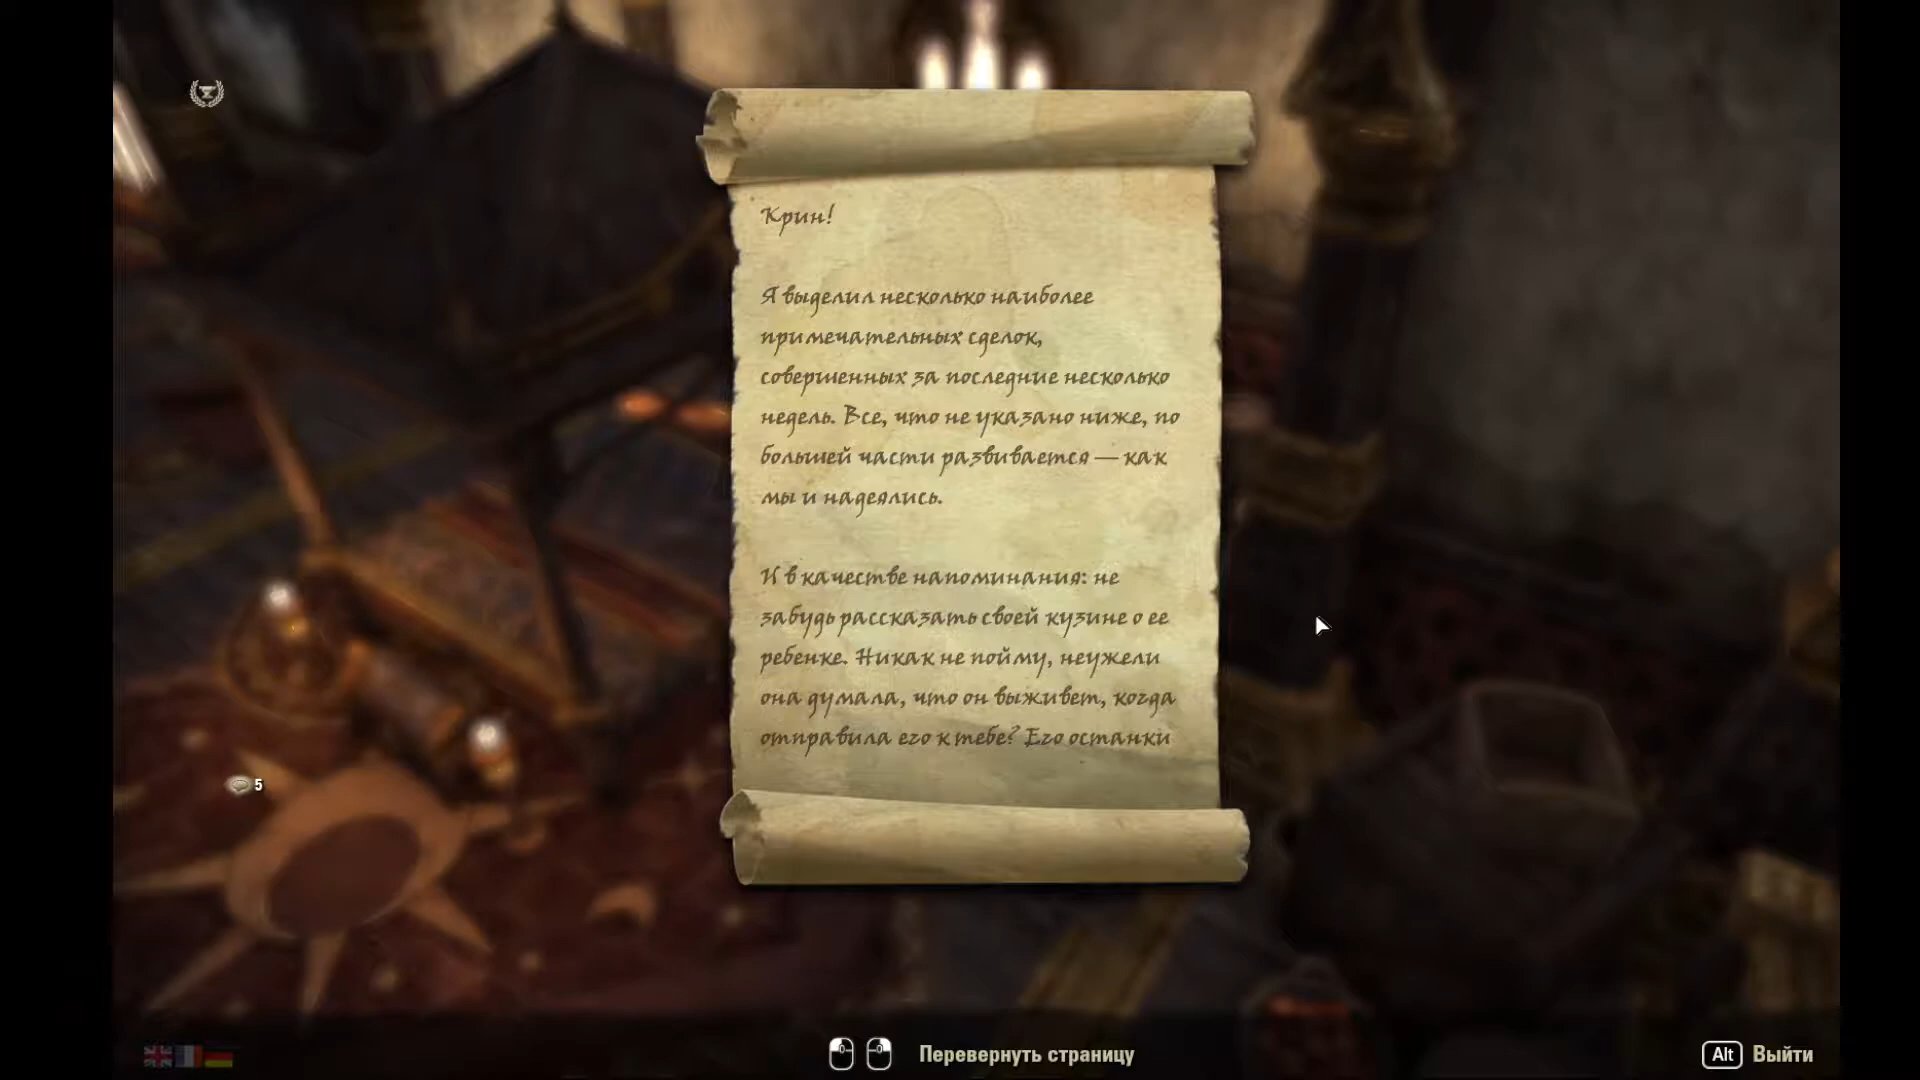 Крин!
Я выделил несколько наиболее
примечательных сделок,
совершенных за последние несколько
недель. Все, что не указано ниже, по
большей части развивается — как
мы и надеялись.
И в качестве напоминания: не
забудь рассказать своей кузине о ее
ребенке. Никак не пойму, неужели
она думала, что он выживет, когда
отправила его к тебе? Его останки
5
Перевернуть страницу
Alt Выйти